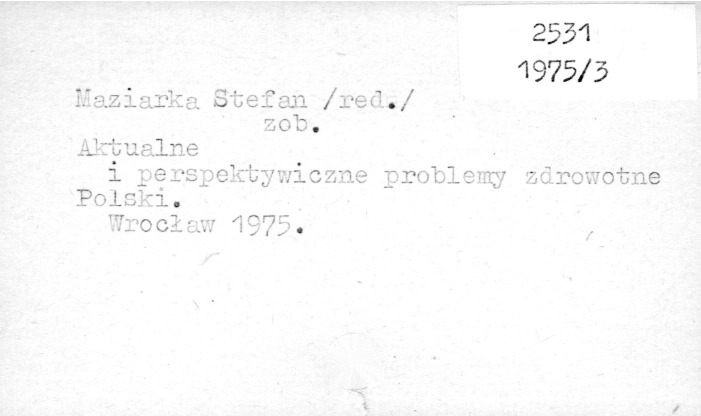 2531
1975/3
Maziarka Stefan /red./
zob.
Aktualne
i perspektywiczne problemy zdrowotne
Polski.
Wrocław 1975.